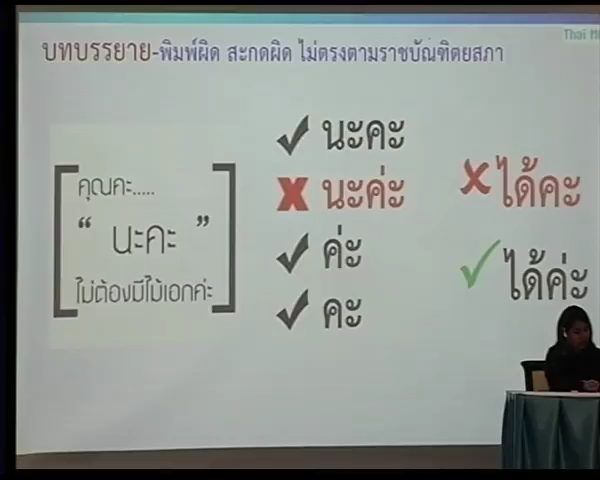 Thai
บทบรรยาย-พิมพ์ผิด สะกดผิด ไม่ตรงตามราชบัณฑิตยสภา
คุณคะ.....
“ นะคะ ”
ไม่ต้องมีไม้เอกค่ะ
✓ นะคะ
✗ นะค่ะ
✓ ค่ะ
✓ คะ
✗ ได้คะ
✓ ได้ค่ะ